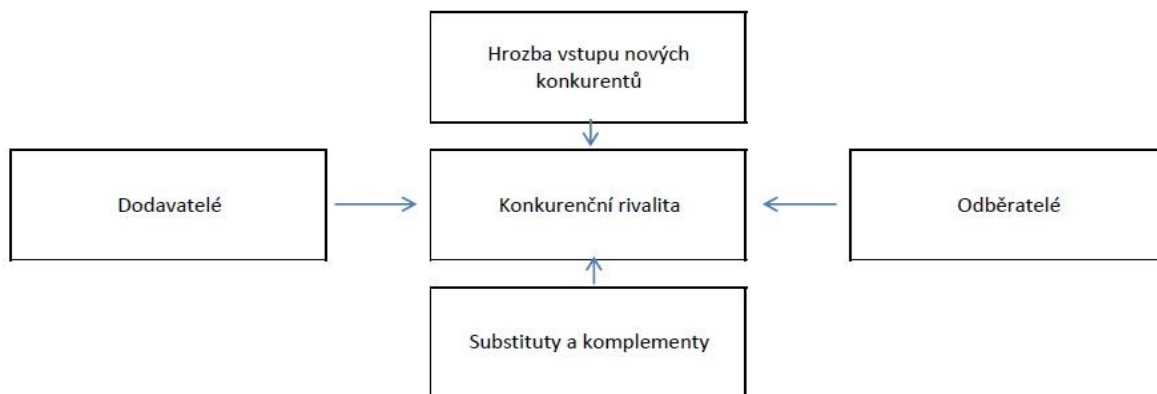 Hrozba vstupu nových
konkurentů
Dodavatelé
Konkurenční rivalita
Odběratelé
Substituty a komplementy